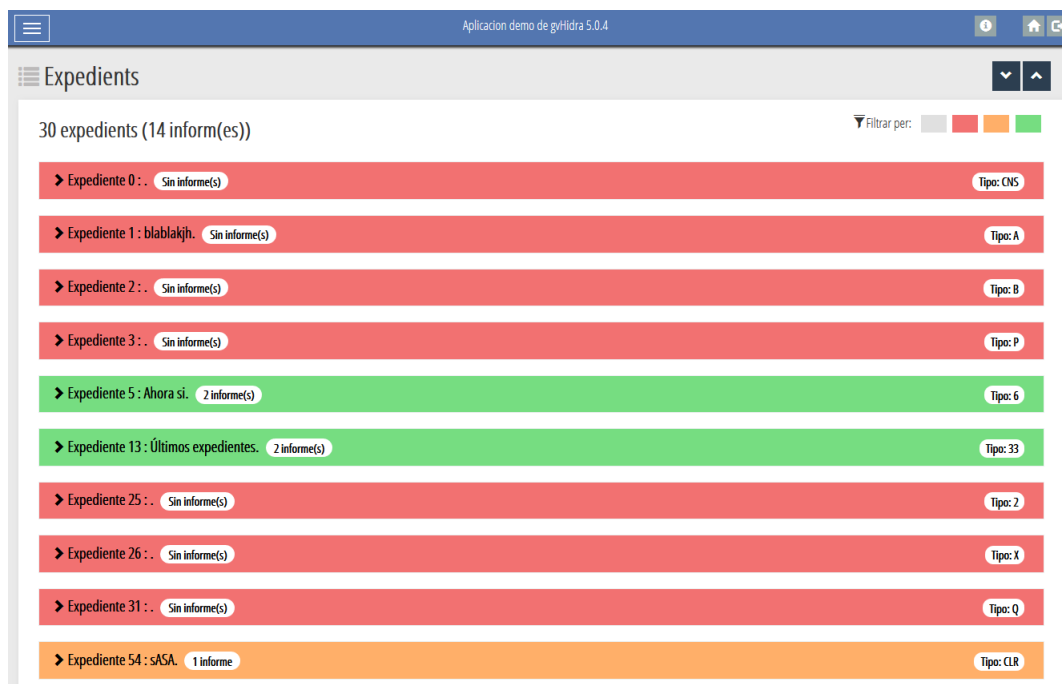 Aplicacion demo de gvHidra 5.0.4
Expedients
30 expedients (14 inform(es))
Filtrar per:
Expediente 0 : . Sin informe(s) Tipo: CNS
Expediente 1 : blablakjh. Sin informe(s) Tipo: A
Expediente 2 : . Sin informe(s) Tipo: B
Expediente 3 : . Sin informe(s) Tipo: P
Expediente 5 : Ahora si. 2 informe(s) Tipo: 6
Expediente 13 : Últimos expedientes. 2 informe(s) Tipo: 33
Expediente 25 : . Sin informe(s) Tipo: 2
Expediente 26 : . Sin informe(s) Tipo: X
Expediente 31 : . Sin informe(s) Tipo: Q
Expediente 54 : sASA. 1 informe Tipo: CLR